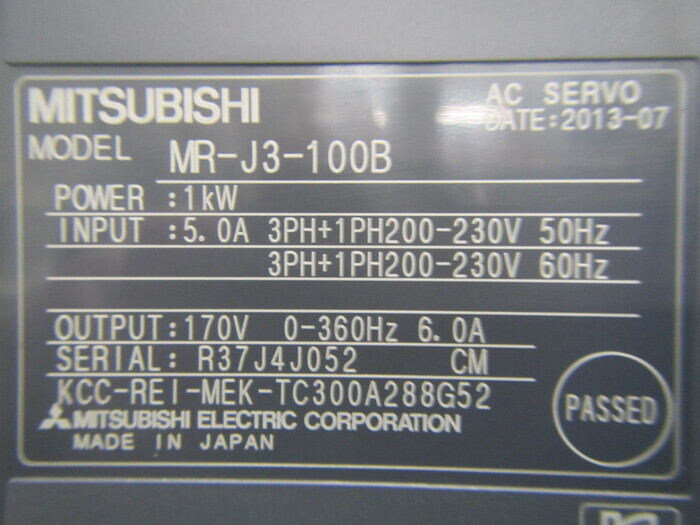 MITSUBISHI
AC SERVO
DATE:2013-07
MODEL MR-J3-100B
POWER :1kW
INPUT :5.0A 3PH+1PH200-230V 50Hz
3PH+1PH200-230V 60Hz
OUTPUT:170V 0-360Hz 6.0A
SERIAL: R37J4J052 CM
KCC-REI-MEK-TC300A288G52
MITSUBISHI ELECTRIC CORPORATION
MADE IN JAPAN
PASSED